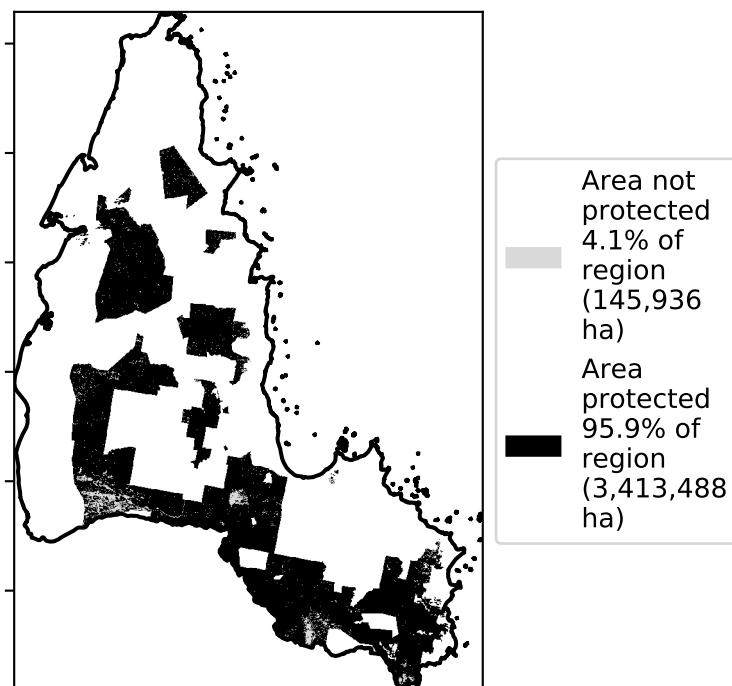 Area not
protected
4.1% of
region
(145,936
ha)
Area
protected
95.9% of
region
(3,413,488
ha)